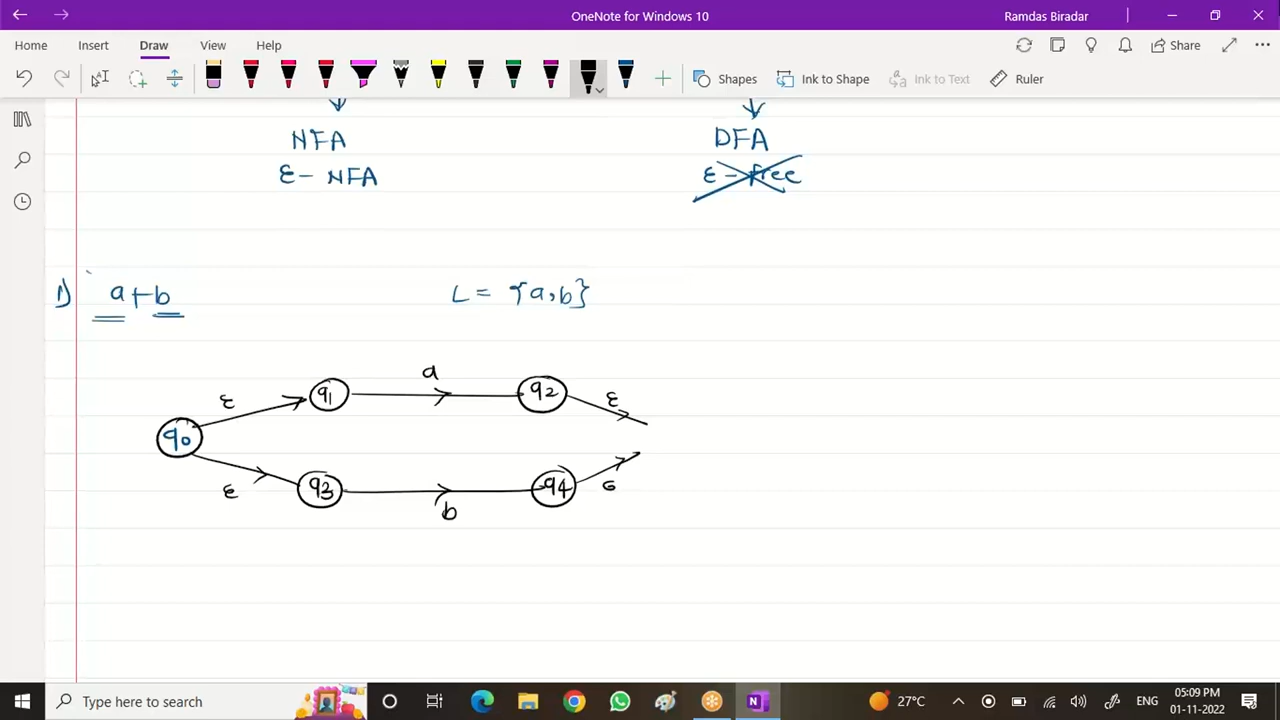 OneNote for Windows 10
Ramdas Biradar
Home Insert Draw View Help
Share
Shapes Ink to Shape Ink to Text Ruler
NFA DFA
ε - NFA ε - free
1) a+b L = {a,b}
a
ε q1 q2 ε
q0
ε q3 q4 ε
b
Type here to search
27°C ENG 05:09 PM
01-11-2022